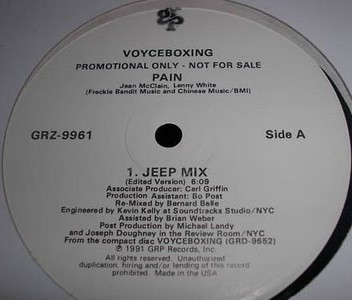 GRP
VOYCEBOXING
PROMOTIONAL ONLY - NOT FOR SALE
PAIN
Jean McClain, Lenny White
(Freckle Bandit Music and Chinese Music/BMI)
GRZ-9961
Side A
1. JEEP MIX
(Edited Version) 6:09
Associate Producer: Carl Griffin
Production Assistant: Bo Post
Re-Mixed by Bernard Belle
Engineered by Kevin Kelly at Soundtracks Studio/NYC
Assisted by Brian Weber
Post Production by Michael Landy
and Joseph Doughney in the Review Room/NYC
From the compact disc VOYCEBOXING (GRD-9652)
℗ 1991 GRP Records, Inc.
All Rights Reserved. Unauthorized
duplication, hiring and/or lending of this record
prohibited. Made in the USA